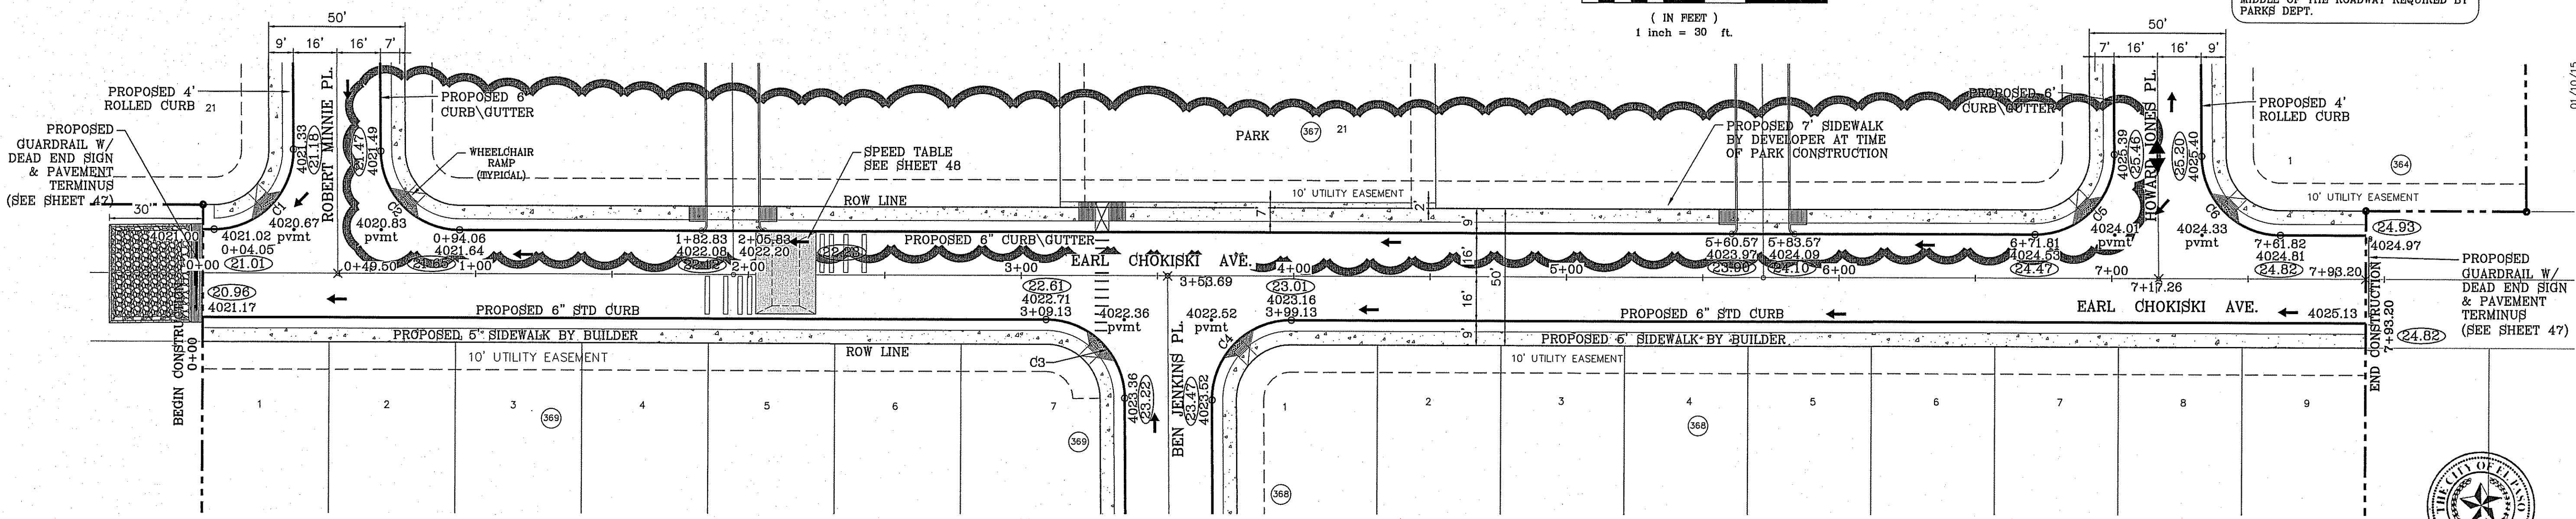 ( IN FEET )
1 inch = 30 ft.
MIDDLE OF THE ROADWAY REQUIRED BY
PARKS DEPT.
01/10/15
50'
9'
16'
16'
7'
PROPOSED 4'
ROLLED CURB
21
ROBERT MINNIE PL.
4021.33
21.18
21.47
4021.49
PROPOSED 6"
CURB\GUTTER
WHEELCHAIR
RAMP
(TYPICAL)
PROPOSED
GUARDRAIL W/
DEAD END SIGN
& PAVEMENT
TERMINUS
(SEE SHEET 47)
30'
C1
C2
4020.67
pvmt
4020.83
pvmt
4021.00
4021.02
0+04.05
21.01
0+00
0+49.50
0+94.06
4021.64
21.65
1+00
20.96
4021.17
BEGIN CONSTRUCTION
0+00
SPEED TABLE
SEE SHEET 48
ROW LINE
1+82.83
4022.08
2+05.83
4022.20
2+00
PROPOSED 6" CURB\GUTTER
3+00
EARL CHOKISKI AVE.
PARK
367
21
PROPOSED 7' SIDEWALK
BY DEVELOPER AT TIME
OF PARK CONSTRUCTION
10' UTILITY EASEMENT
7'
2'
9'
16'
16'
9'
50'
3+53.69
4+00
5+00
5+60.57
4023.97
23.90
5+83.57
4024.09
24.10
6+00
6+71.81
4024.53
24.47
7+00
7+17.26
50'
7'
16'
16'
9'
PROPOSED 6'
CURB\GUTTER
HOWARD JONES PL.
4025.39
25.46
25.20
4025.40
PROPOSED 4'
ROLLED CURB
1
364
C5
C6
4024.01
pvmt
4024.33
pvmt
10' UTILITY EASEMENT
7+61.82
4024.81
24.82
7+93.20
24.93
4024.97
PROPOSED
GUARDRAIL W/
DEAD END SIGN
& PAVEMENT
TERMINUS
(SEE SHEET 47)
EARL CHOKISKI AVE.
4025.13
24.82
END CONSTRUCTION
7+93.20
PROPOSED 6" STD CURB
PROPOSED 5' SIDEWALK BY BUILDER
10' UTILITY EASEMENT
ROW LINE
22.61
4022.71
3+09.13
4022.36
pvmt
C3
4023.36
23.22
BEN JENKINS PL.
23.47
4023.52
C4
4022.52
pvmt
23.01
4023.16
3+99.13
PROPOSED 6" STD CURB
PROPOSED 5' SIDEWALK BY BUILDER
10' UTILITY EASEMENT
1
2
3
4
5
6
7
369
369
1
2
3
4
5
6
7
8
9
368
368
THE CITY OF EL PASO